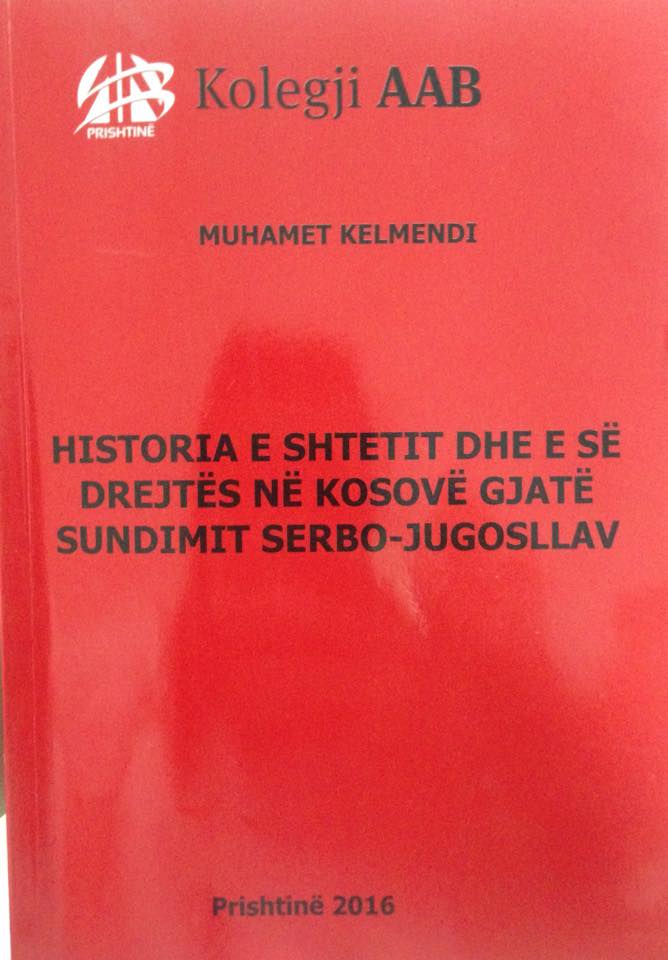 Kolegji AAB
PRISHTINË
MUHAMET KELMENDI
HISTORIA E SHTETIT DHE E SË
DREJTËS NË KOSOVË GJATË
SUNDIMIT SERBO-JUGOSLLAV
Prishtinë 2016